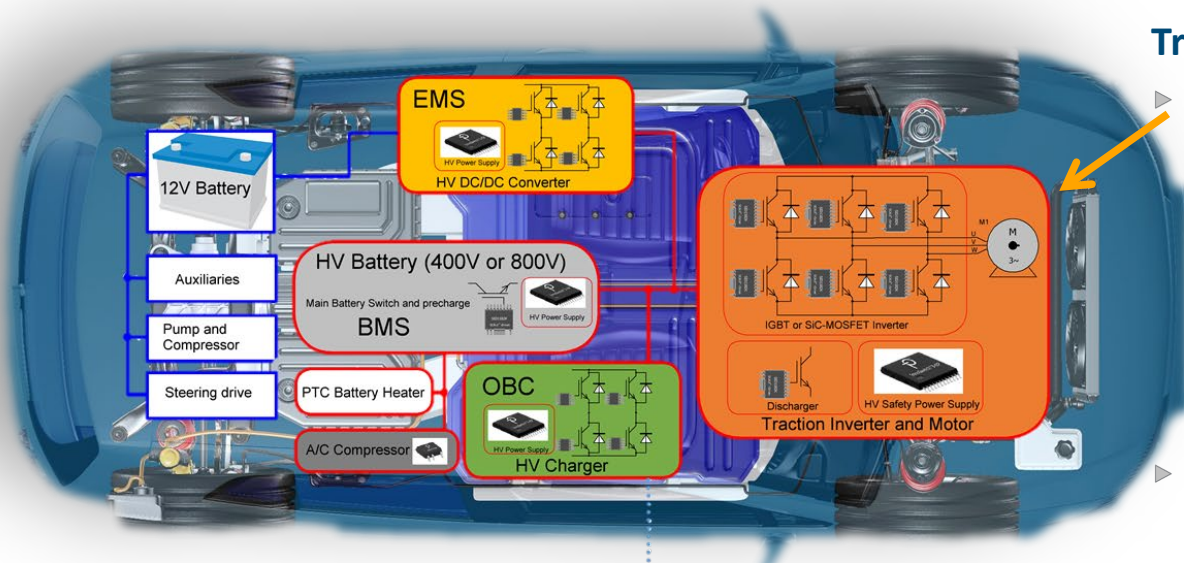 Tr
EMS
HV Power Supply
HV DC/DC Converter
12V Battery
Auxiliaries
Pump and
Compressor
Steering drive
HV Battery (400V or 800V)
Main Battery Switch and precharge
BMS
HV Power Supply
PTC Battery Heater
A/C Compressor
OBC
HV Power Supply
HV Charger
M1
U
V
W
M
3~
IGBT or SiC-MOSFET Inverter
Discharger
HV Safety Power Supply
Traction Inverter and Motor